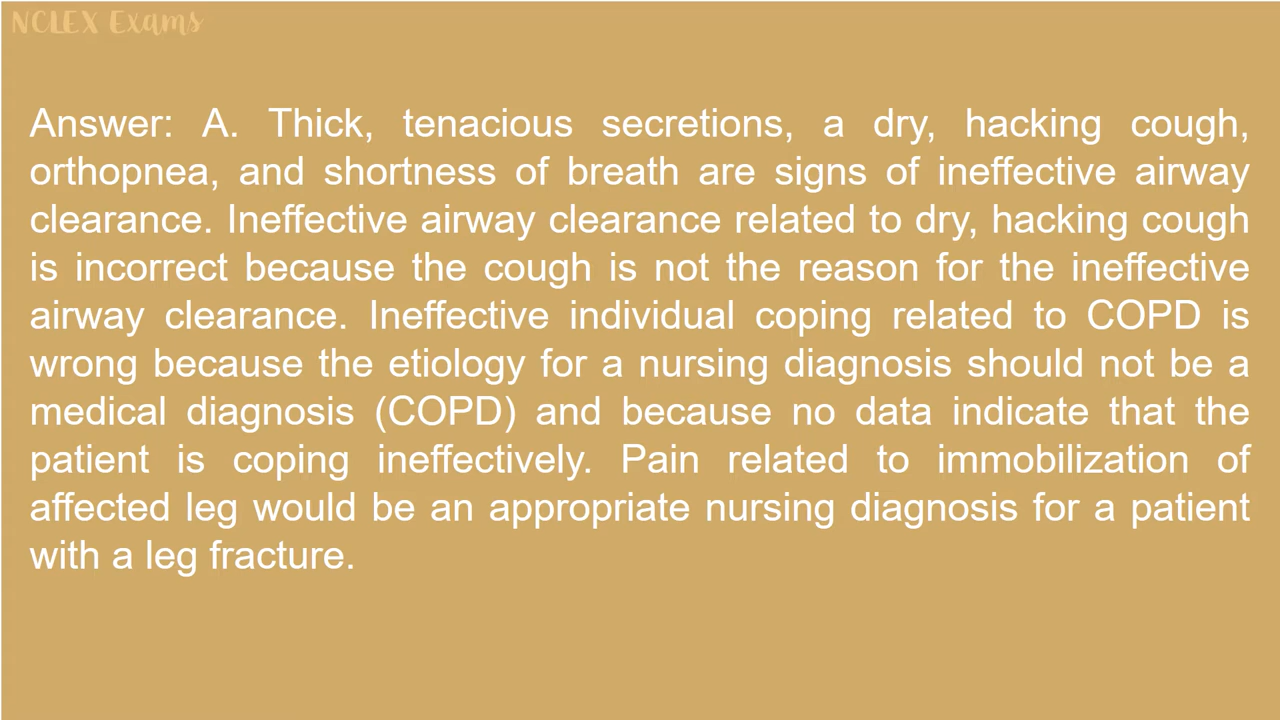 NCLEX Exams
Answer: A. Thick, tenacious secretions, a dry, hacking cough,
orthopnea, and shortness of breath are signs of ineffective airway
clearance. Ineffective airway clearance related to dry, hacking cough
is incorrect because the cough is not the reason for the ineffective
airway clearance. Ineffective individual coping related to COPD is
wrong because the etiology for a nursing diagnosis should not be a
medical diagnosis (COPD) and because no data indicate that the
patient is coping ineffectively. Pain related to immobilization of
affected leg would be an appropriate nursing diagnosis for a patient
with a leg fracture.